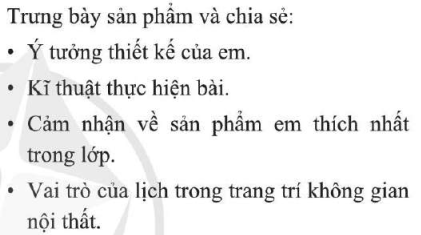 Trưng bày sản phẩm và chia sẻ:
• Ý tưởng thiết kế của em.
• Kĩ thuật thực hiện bài.
• Cảm nhận về sản phẩm em thích nhất
trong lớp.
• Vai trò của lịch trong trang trí không gian
nội thất.